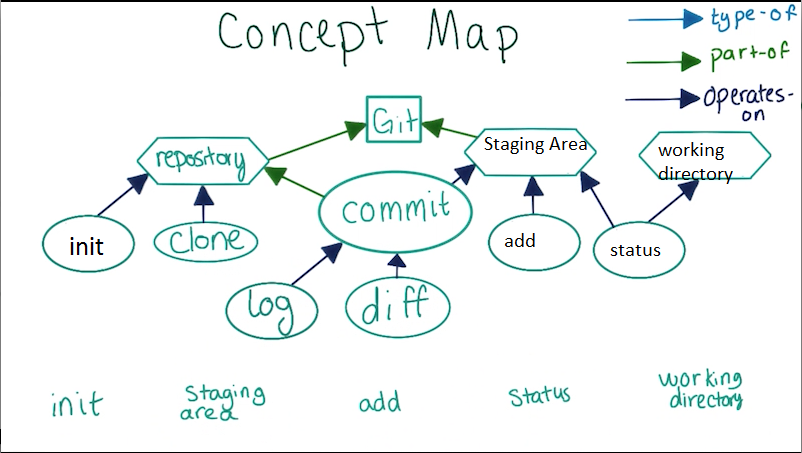 Concept Map
type-of
part-of
operates-
on
Git
repository
Staging Area
working
directory
commit
init
clone
add
status
log
diff
init
Staging
area
add
Status
working
directory